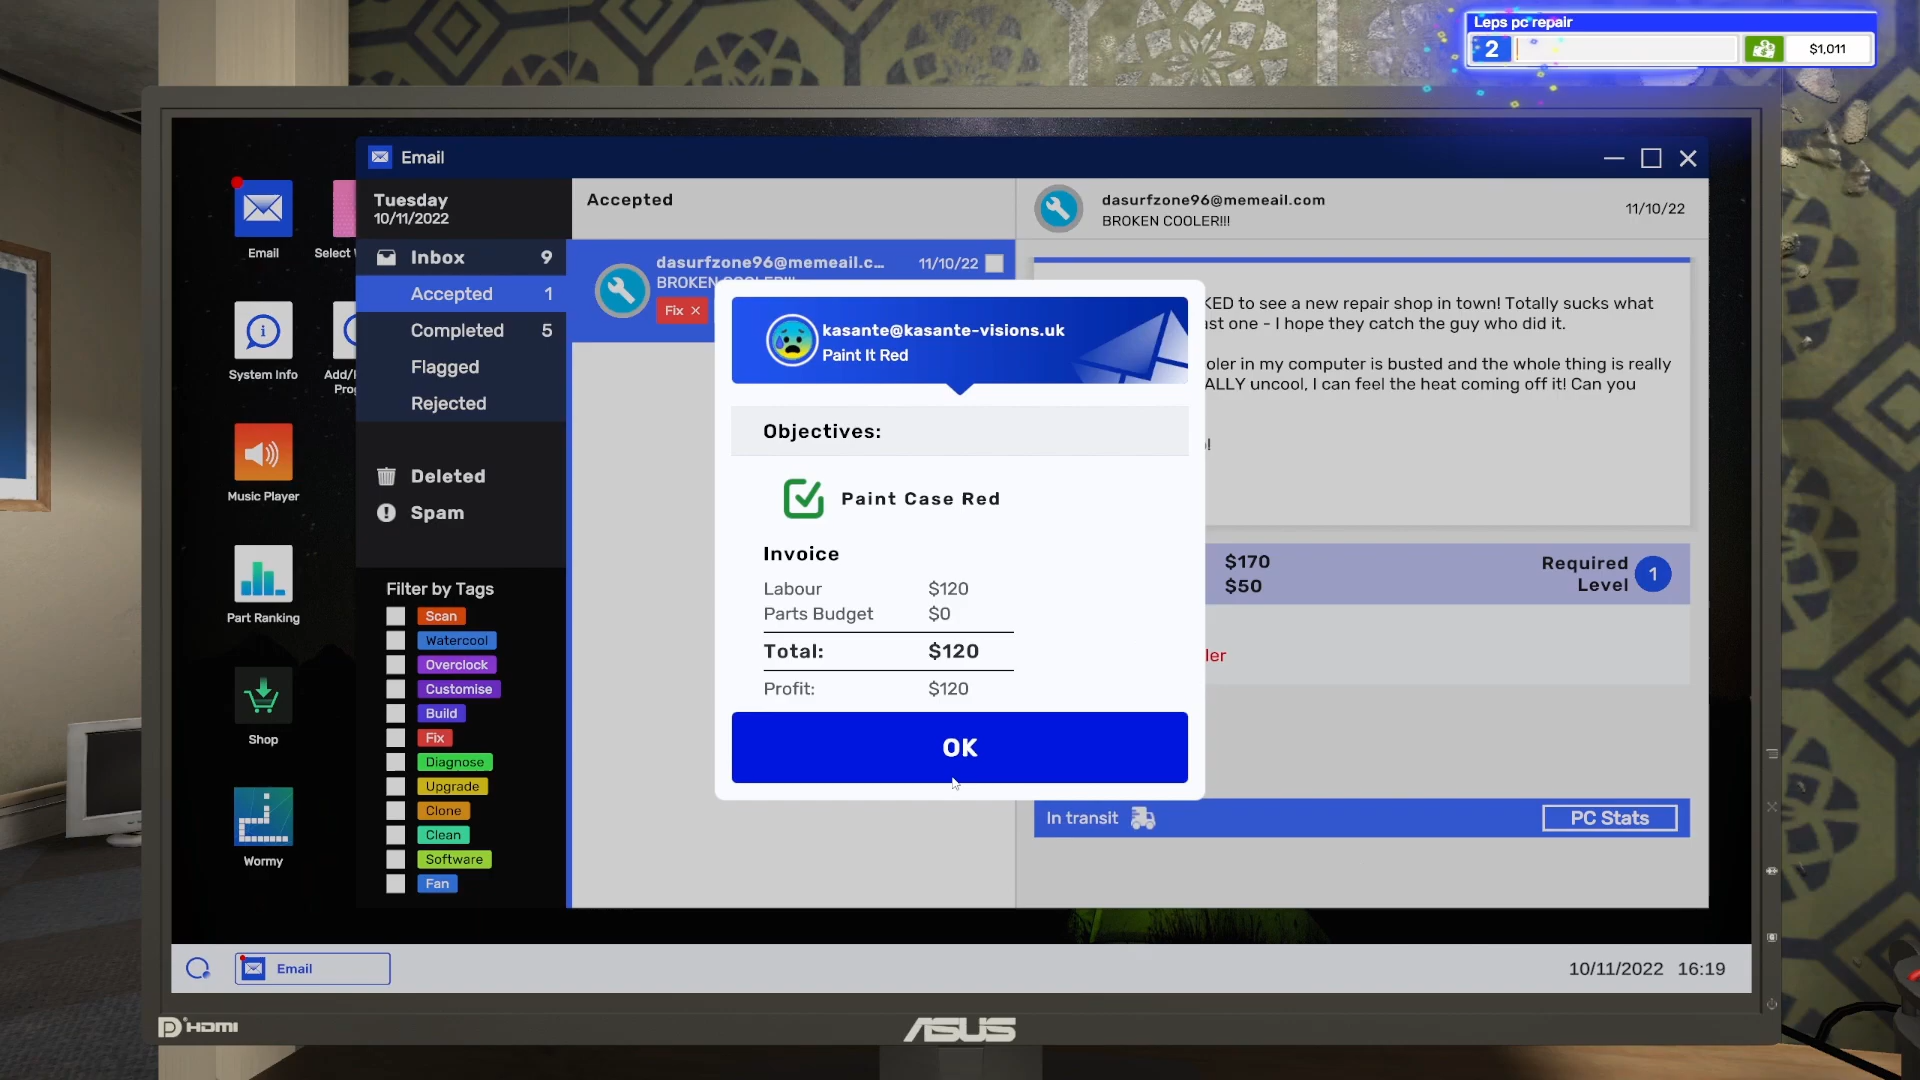 Leps pc repair
2
$1,011
Email
Tuesday
10/11/2022
Accepted
dasurfzone96@memeail.com
BROKEN COOLER!!!
11/10/22
Email
Select
Inbox 9
Accepted 1
Completed 5
Flagged
Rejected
Deleted
Spam
dasurfzone96@memeail.c... 11/10/22
BROKEN COOLER!!!
Fix ×
KED to see a new repair shop in town! Totally sucks what
st one - I hope they catch the guy who did it.
oler in my computer is busted and the whole thing is really
ALLY uncool, I can feel the heat coming off it! Can you
!
kasante@kasante-visions.uk
Paint It Red
Objectives:
Paint Case Red
Invoice
Labour $120
Parts Budget $0
Total: $120
Profit: $120
OK
$170
$50
Required
Level
1
ler
In transit
PC Stats
System Info
Add/
Prog
Music Player
Part Ranking
Shop
Wormy
Filter by Tags
Scan
Watercool
Overclock
Customise
Build
Fix
Diagnose
Upgrade
Clone
Clean
Software
Fan
Email
10/11/2022 16:19
HDMI
ASUS